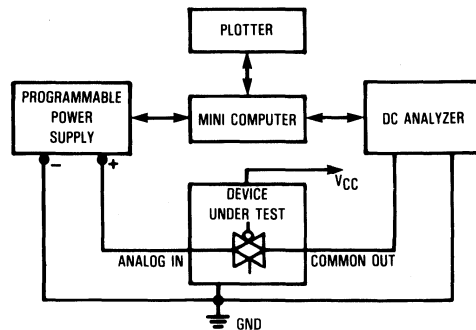 PLOTTER
PROGRAMMABLE
POWER
SUPPLY
MINI COMPUTER
DC ANALYZER
- +
VCC
DEVICE
UNDER TEST
ANALOG IN
COMMON OUT
GND